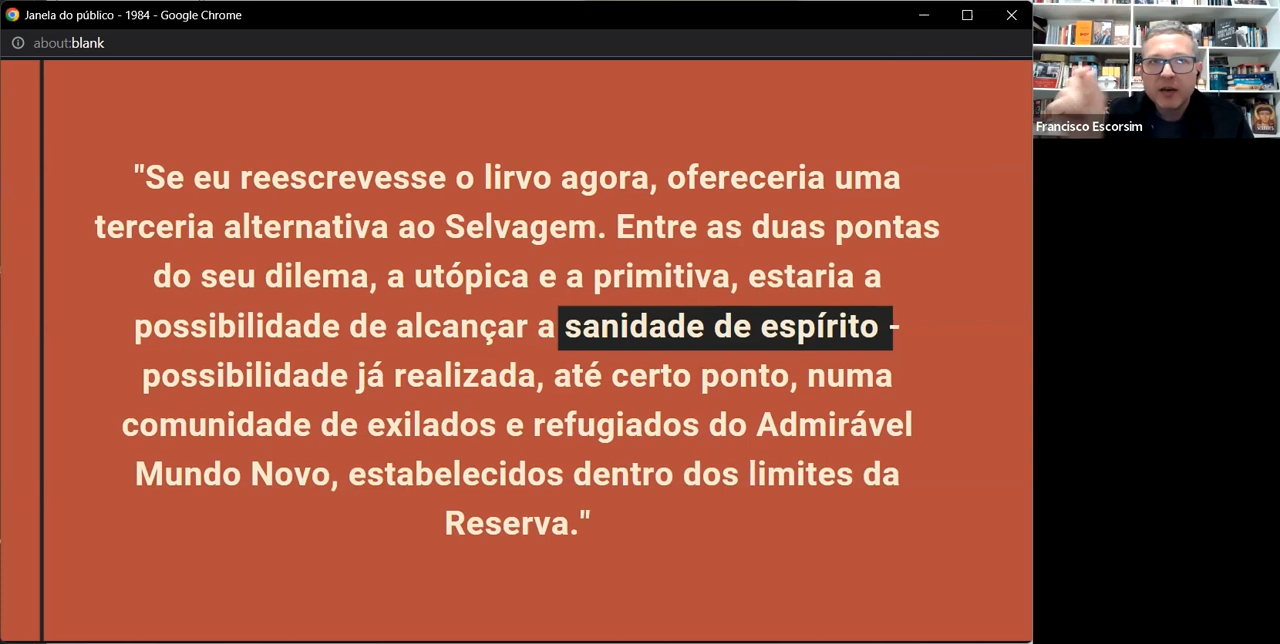 Janela do público - 1984 - Google Chrome
about:blank
"Se eu reescrevesse o lirvo agora, ofereceria uma
terceria alternativa ao Selvagem. Entre as duas pontas
do seu dilema, a utópica e a primitiva, estaria a
possibilidade de alcançar a sanidade de espírito -
possibilidade já realizada, até certo ponto, numa
comunidade de exilados e refugiados do Admirável
Mundo Novo, estabelecidos dentro dos limites da
Reserva."
Francisco Escorsim